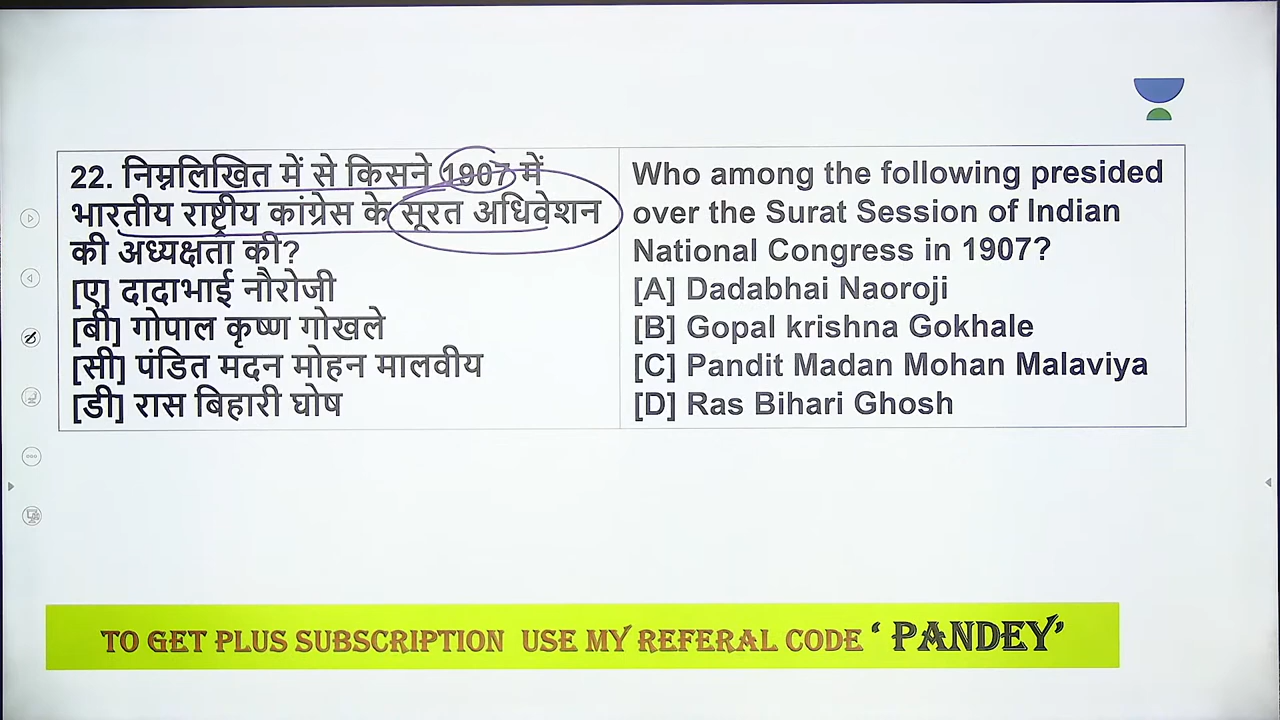 22. निम्नलिखित में से किसने 1907 में
भारतीय राष्ट्रीय कांग्रेस के सूरत अधिवेशन
की अध्यक्षता की?
[ए] दादाभाई नौरोजी
[बी] गोपाल कृष्ण गोखले
[सी] पंडित मदन मोहन मालवीय
[डी] रास बिहारी घोष
Who among the following presided
over the Surat Session of Indian
National Congress in 1907?
[A] Dadabhai Naoroji
[B] Gopal krishna Gokhale
[C] Pandit Madan Mohan Malaviya
[D] Ras Bihari Ghosh
TO GET PLUS SUBSCRIPTION USE MY REFERAL CODE ‘ PANDEY’